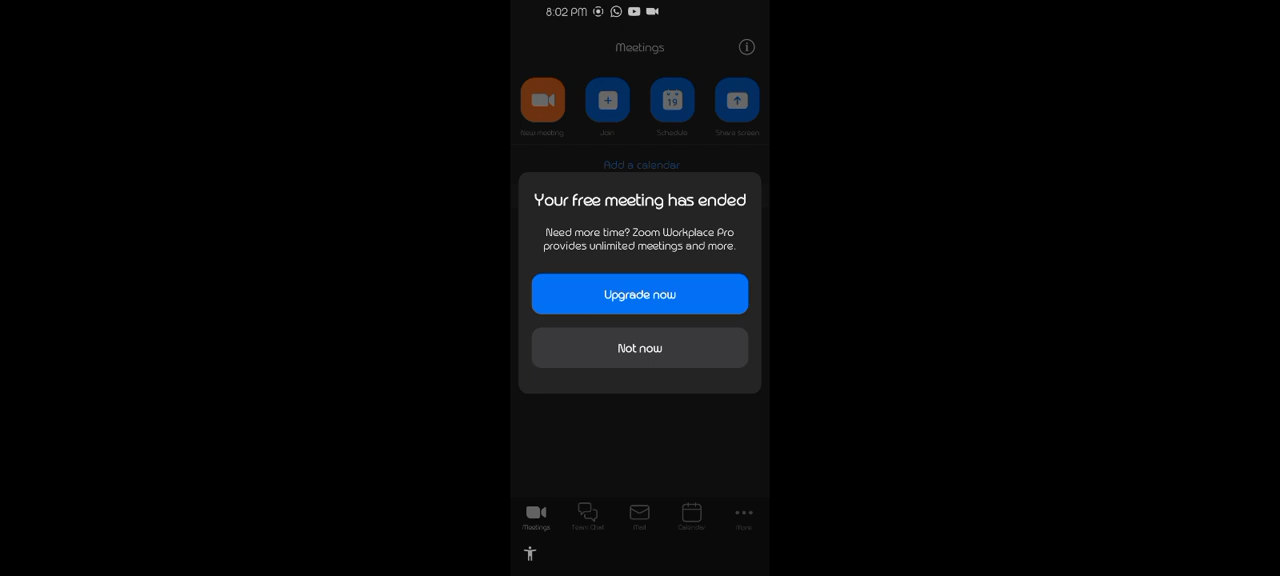 8:02 PM
Meetings
19
New meeting
Join
Schedule
Share screen
Add a calendar
Your free meeting has ended
Need more time? Zoom Workplace Pro
provides unlimited meetings and more.
Upgrade now
Not now
Meetings
Team Chat
Mail
Calendar
More